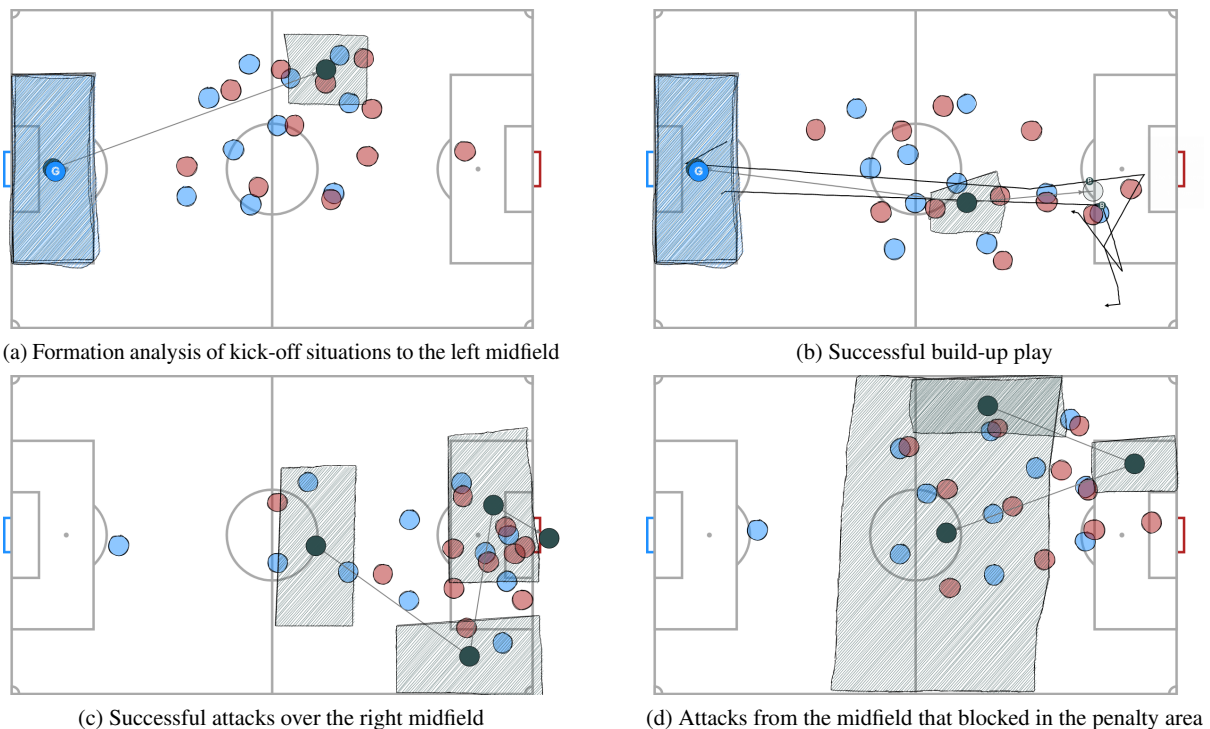 G
G
B
B
(a) Formation analysis of kick-off situations to the left midfield
(b) Successful build-up play
(c) Successful attacks over the right midfield
(d) Attacks from the midfield that blocked in the penalty area